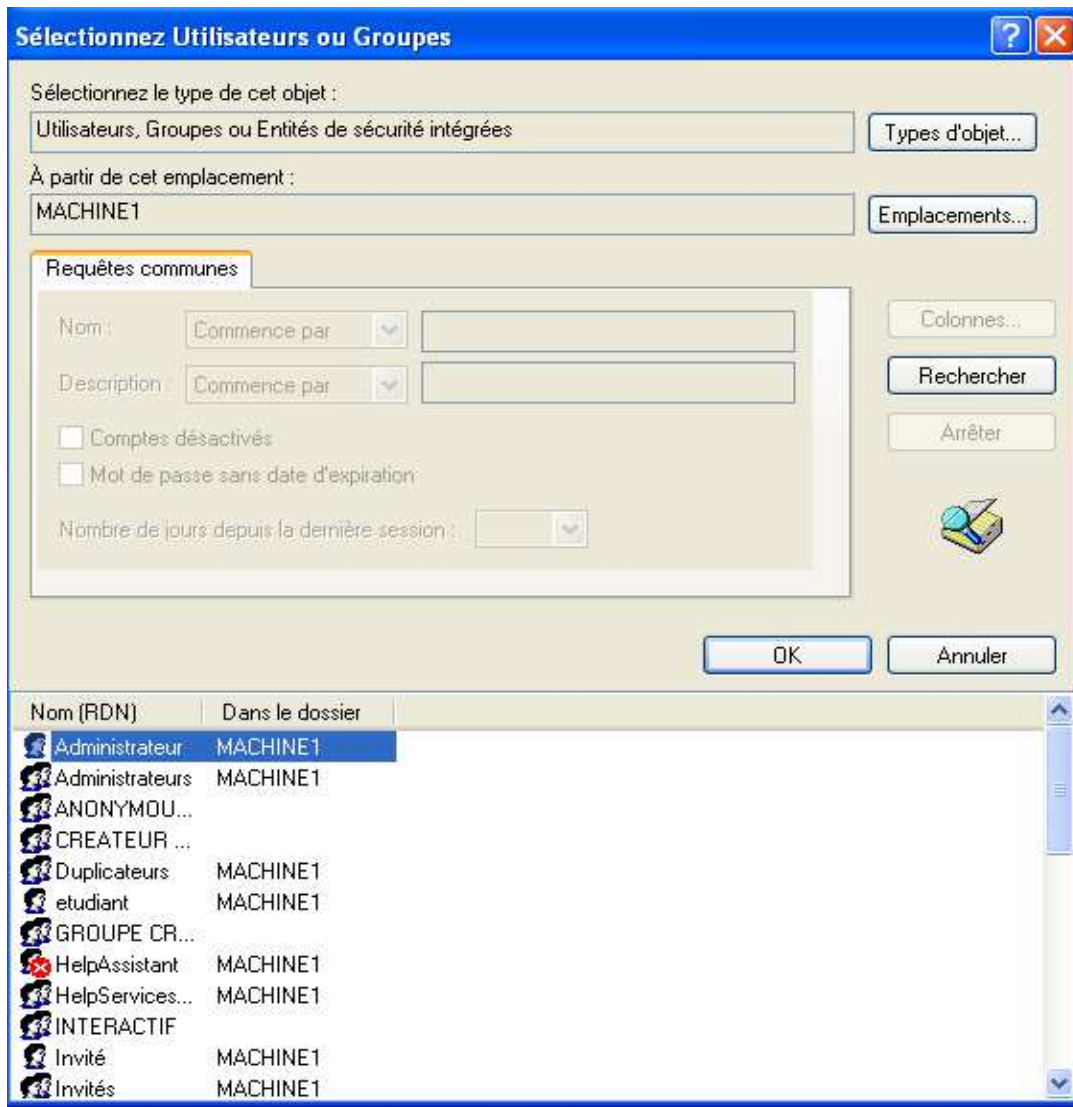 Sélectionnez Utilisateurs ou Groupes
Sélectionnez le type de cet objet :
Utilisateurs, Groupes ou Entités de sécurité intégrées
Types d'objet...
À partir de cet emplacement :
MACHINE1
Emplacements...
Requêtes communes
Nom :
Commence par
Colonnes...
Description :
Commence par
Rechercher
Comptes désactivés
Arrêter
Mot de passe sans date d'expiration
Nombre de jours depuis la dernière session :
OK
Annuler
Nom (RDN) Dans le dossier
Administrateur MACHINE1
Administrateurs MACHINE1
ANONYMOU...
CREATEUR ...
Duplicateurs MACHINE1
etudiant MACHINE1
GROUPE CR...
HelpAssistant MACHINE1
HelpServices... MACHINE1
INTERACTIF
Invité MACHINE1
Invités MACHINE1